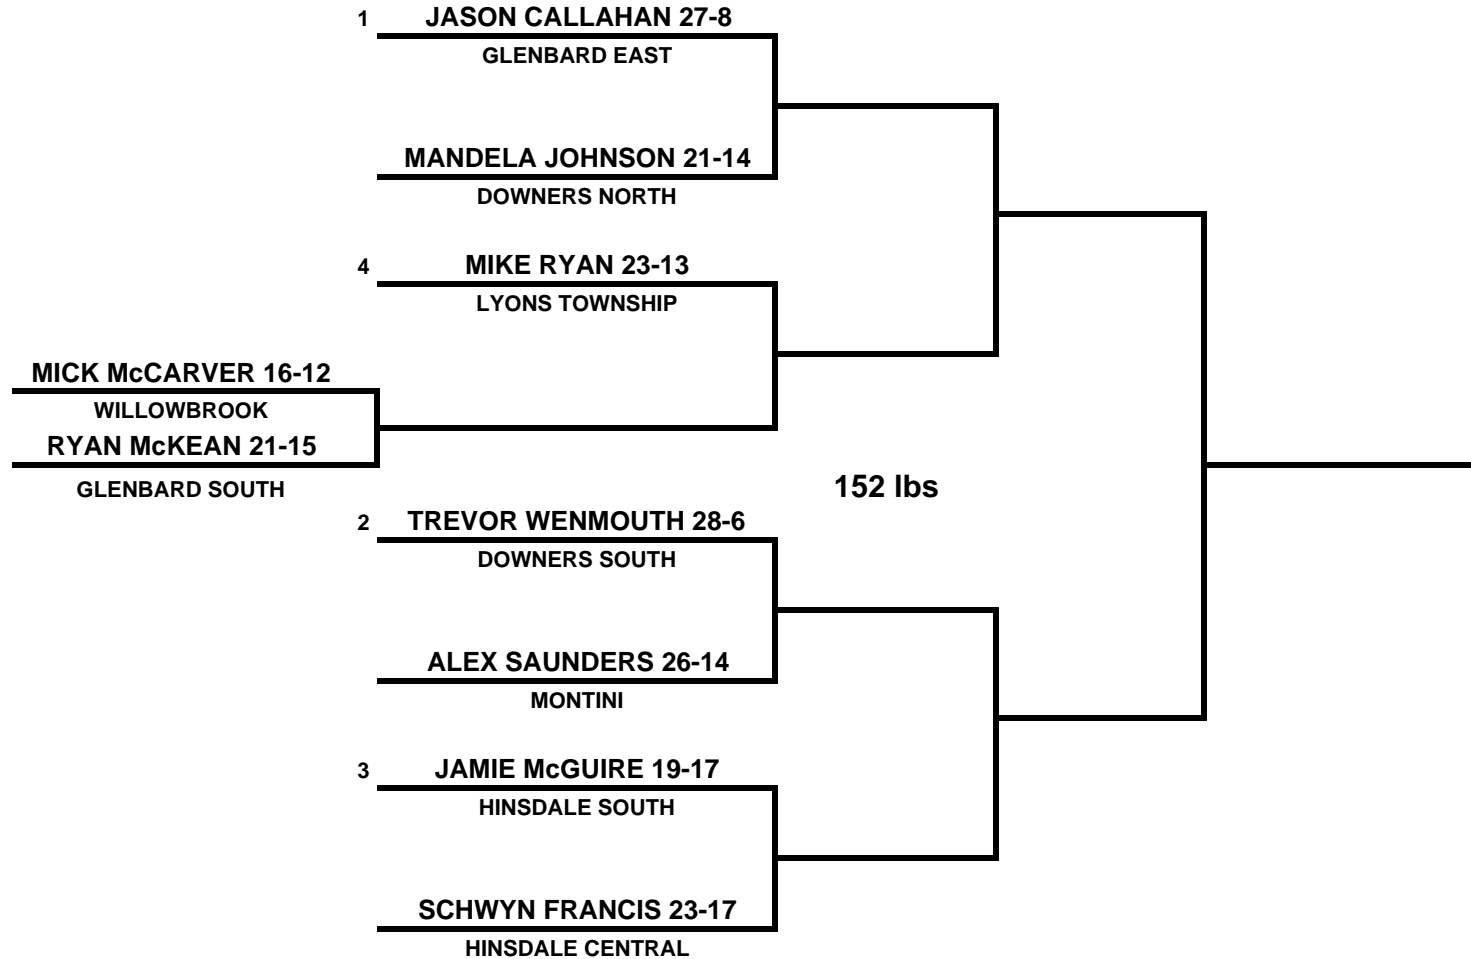 1 JASON CALLAHAN 27-8
GLENBARD EAST
MANDELA JOHNSON 21-14
DOWNERS NORTH
4 MIKE RYAN 23-13
LYONS TOWNSHIP
MICK McCARVER 16-12
WILLOWBROOK
RYAN McKEAN 21-15
GLENBARD SOUTH
152 lbs
2 TREVOR WENMOUTH 28-6
DOWNERS SOUTH
ALEX SAUNDERS 26-14
MONTINI
3 JAMIE McGUIRE 19-17
HINSDALE SOUTH
SCHWYN FRANCIS 23-17
HINSDALE CENTRAL